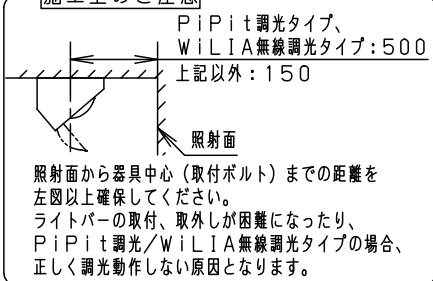 施工上のご注意
PiPit調光タイプ、
WiLIA無線調光タイプ：500
上記以外：150
照射面
照射面から器具中心（取付ボルト）までの距離を
左図以上確保してください。
ライトバーの取付、取外しが困難になったり、
PiPit調光／WiLIA無線調光タイプの場合、
正しく調光動作しない原因となります。